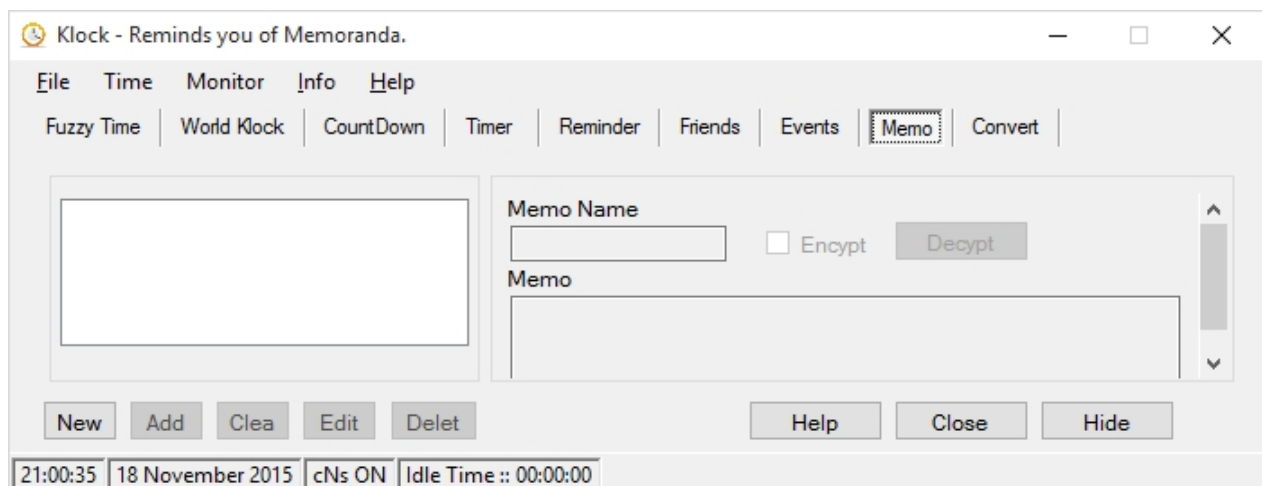 Klock - Reminds you of Memoranda.
File Time Monitor Info Help
Fuzzy Time World Klock CountDown Timer Reminder Friends Events Memo Convert
Memo Name
Encypt Decypt
Memo
New Add Clea Edit Delet Help Close Hide
21:00:35 18 November 2015 cNs ON Idle Time :: 00:00:00